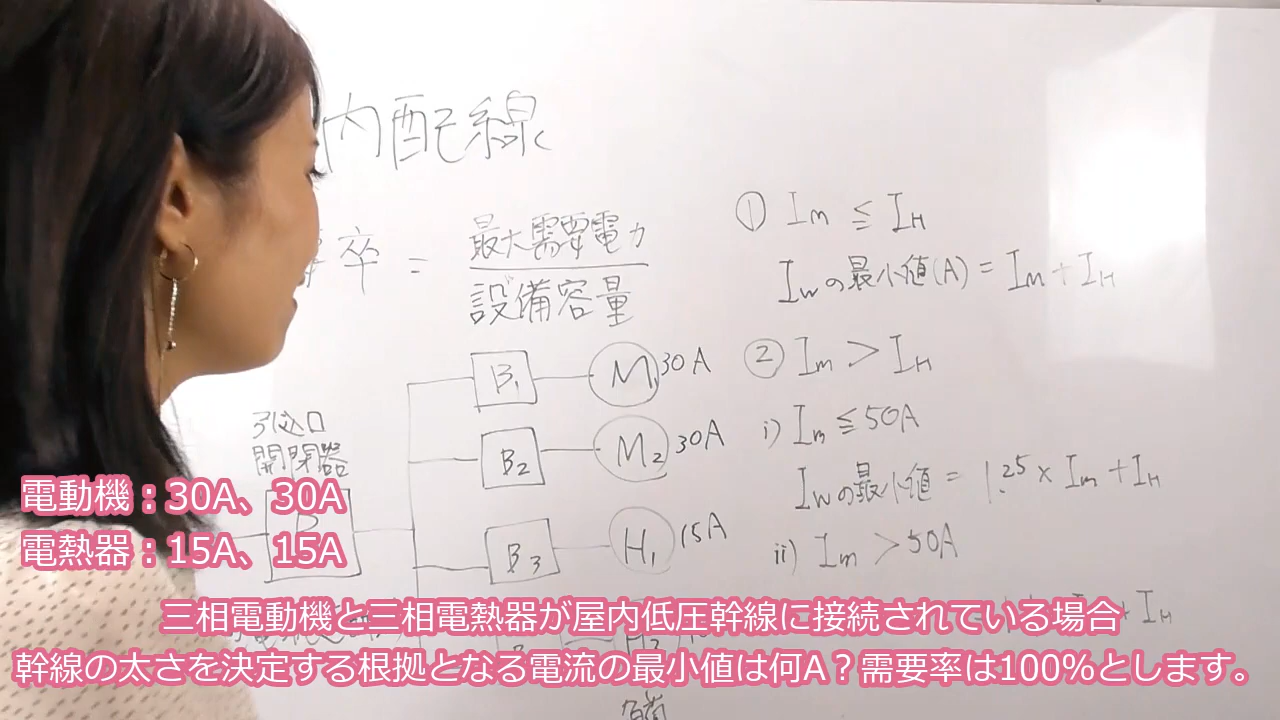 内配線
卒 = 最大需要電力
設備容量
① Im ≦ IH
Iwの最小値(A) = Im + IH
② Im > IH
i) Im ≦ 50A
Iwの最小値 = 1.25 × Im + IH
ii) Im > 50A
+ IH
引込口
開閉器
B
B1 M1 30A
B2 M2 30A
B3 H1 15A
電動機：30A、30A
電熱器：15A、15A
三相電動機と三相電熱器が屋内低圧幹線に接続されている場合
幹線の太さを決定する根拠となる電流の最小値は何A？需要率は100%とします。